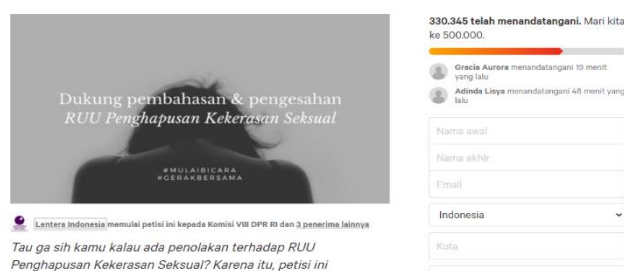 Dukung pembahasan & pengesahan
RUU Penghapusan Kekerasan Seksual
#MULAIBICARA
#GERAKBERSAMA
Lentera Indonesia memulai petisi ini kepada Komisi VIII DPR RI dan 3 penerima lainnya
Tau ga sih kamu kalau ada penolakan terhadap RUU
Penghapusan Kekerasan Seksual? Karena itu, petisi ini
330.345 telah menandatangani. Mari kita
ke 500.000.
Gracia Aurora menandatangani 19 menit
yang lalu
Adinda Lisya menandatangani 48 menit yang
lalu
Nama awal
Nama akhir
Email
Indonesia
Kota